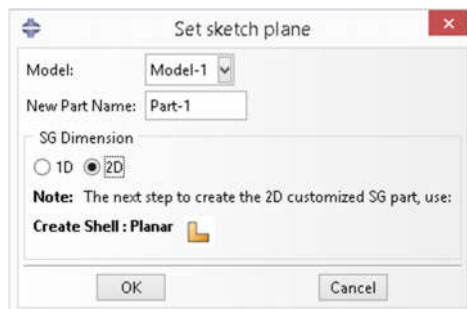 Set sketch plane
Model: Model-1
New Part Name: Part-1
SG Dimension
1D 2D
Note: The next step to create the 2D customized SG part, use:
Create Shell : Planar
OK Cancel